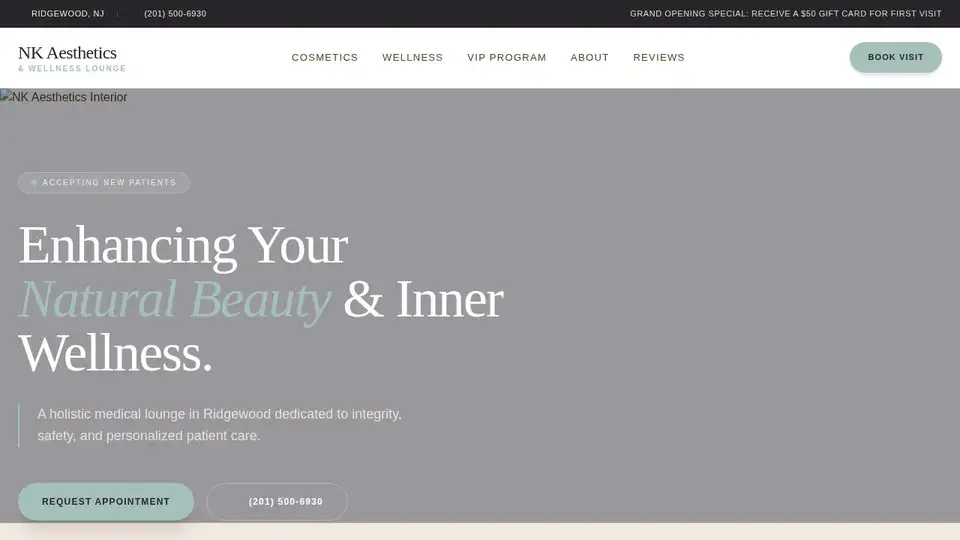 RIDGEWOOD, NJ
(201) 500-6930
GRAND OPENING SPECIAL: RECEIVE A $50 GIFT CARD FOR FIRST VISIT
NK Aesthetics
& WELLNESS LOUNGE
COSMETICS
WELLNESS
VIP PROGRAM
ABOUT
REVIEWS
BOOK VISIT
NK Aesthetics Interior
ACCEPTING NEW PATIENTS
Enhancing Your
Natural Beauty & Inner
Wellness.
A holistic medical lounge in Ridgewood dedicated to integrity,
safety, and personalized patient care.
REQUEST APPOINTMENT
(201) 500-6930